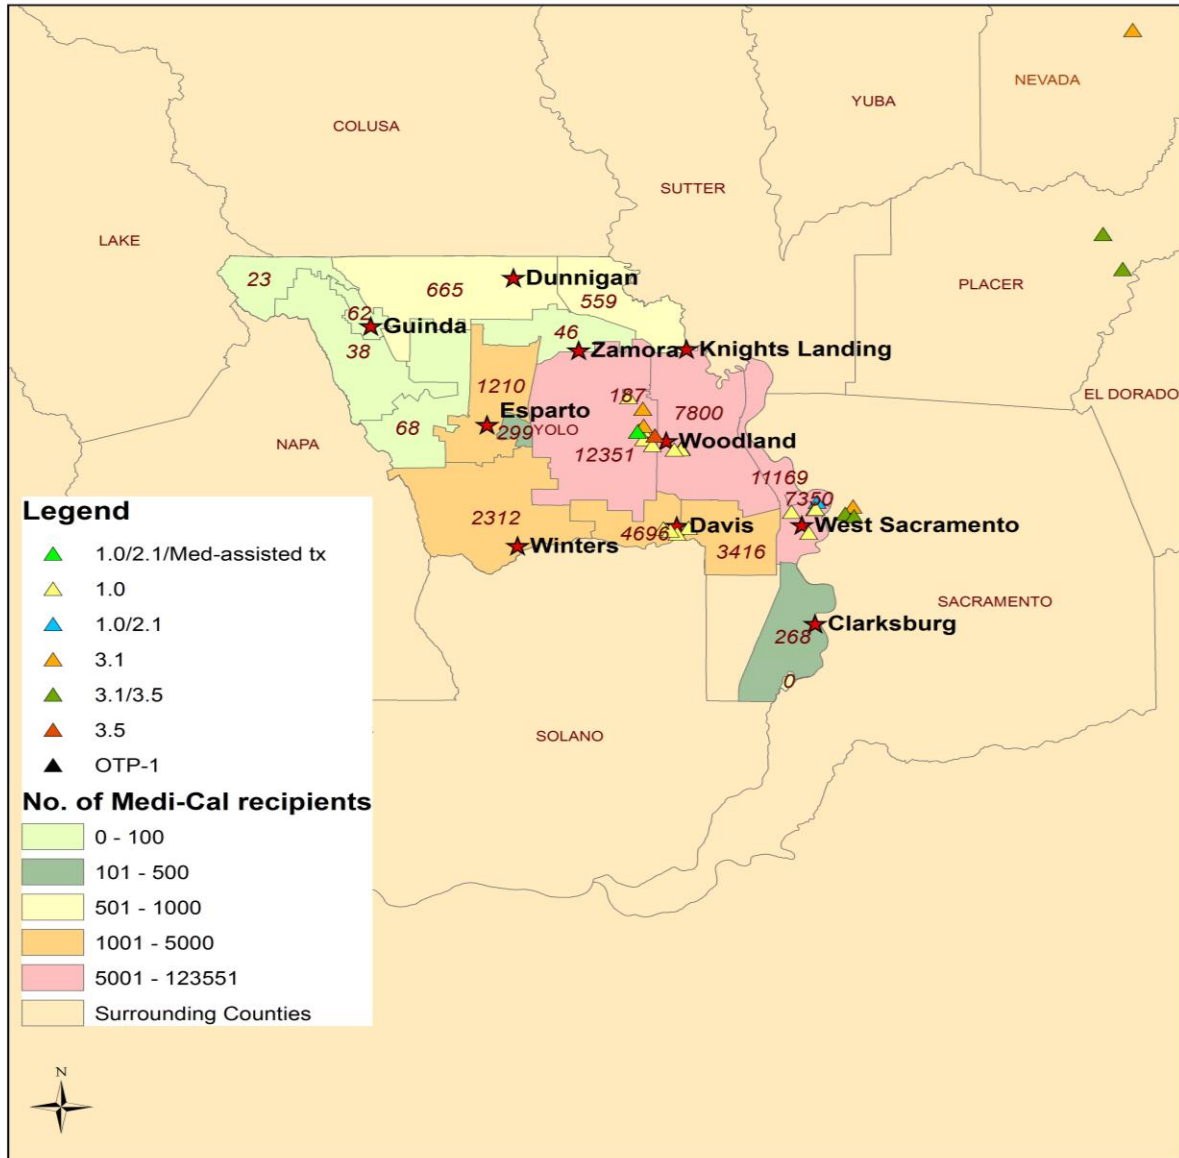 NEVADA
YUBA
COLUSA
SUTTER
LAKE
23
665
Dunnigan
559
PLACER
62
Guinda
46
38
Zamora
Knights Landing
1210
187
7800
EL DORADO
Esparto
68
299
YOLO
Woodland
NAPA
12351
11169
7350
2312
4696
Davis
West Sacramento
Winters
3416
SACRAMENTO
268
Clarksburg
0
SOLANO
Legend
1.0/2.1/Med-assisted tx
1.0
1.0/2.1
3.1
3.1/3.5
3.5
OTP-1
No. of Medi-Cal recipients
0 - 100
101 - 500
501 - 1000
1001 - 5000
5001 - 123551
Surrounding Counties
N